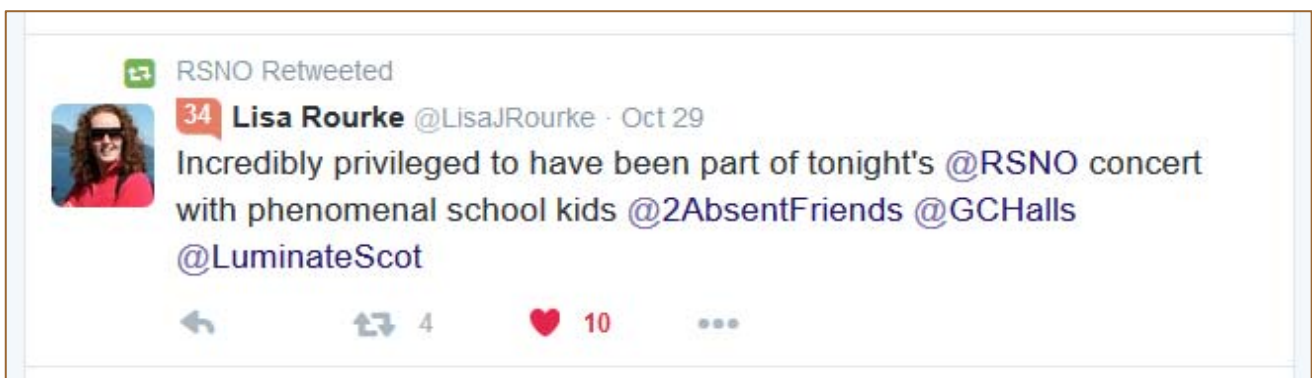 RSNO Retweeted
34 Lisa Rourke @LisaJRourke · Oct 29
Incredibly privileged to have been part of tonight's @RSNO concert
with phenomenal school kids @2AbsentFriends @GCHalls
@LuminateScot
4 10